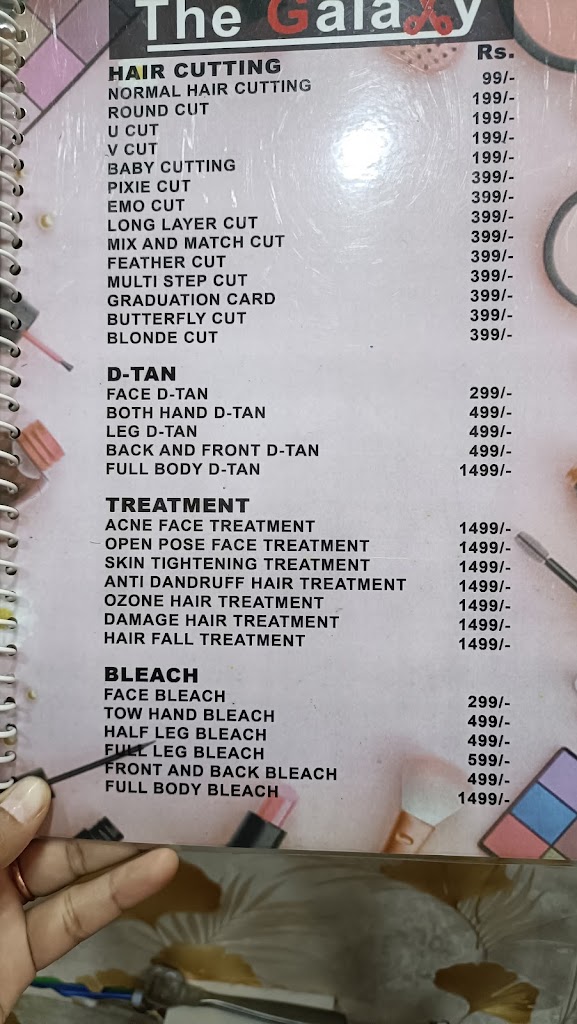 The Galaxy
Rs.
HAIR CUTTING
NORMAL HAIR CUTTING 99/-
ROUND CUT 199/-
U CUT 199/-
V CUT 199/-
BABY CUTTING 199/-
PIXIE CUT 399/-
EMO CUT 399/-
LONG LAYER CUT 399/-
MIX AND MATCH CUT 399/-
FEATHER CUT 399/-
MULTI STEP CUT 399/-
GRADUATION CARD 399/-
BUTTERFLY CUT 399/-
BLONDE CUT 399/-
D-TAN
FACE D-TAN 299/-
BOTH HAND D-TAN 499/-
LEG D-TAN 499/-
BACK AND FRONT D-TAN 499/-
FULL BODY D-TAN 1499/-
TREATMENT
ACNE FACE TREATMENT 1499/-
OPEN POSE FACE TREATMENT 1499/-
SKIN TIGHTENING TREATMENT 1499/-
ANTI DANDRUFF HAIR TREATMENT 1499/-
OZONE HAIR TREATMENT 1499/-
DAMAGE HAIR TREATMENT 1499/-
HAIR FALL TREATMENT 1499/-
BLEACH
FACE BLEACH 299/-
TOW HAND BLEACH 499/-
HALF LEG BLEACH 499/-
FULL LEG BLEACH 599/-
FRONT AND BACK BLEACH 499/-
FULL BODY BLEACH 1499/-